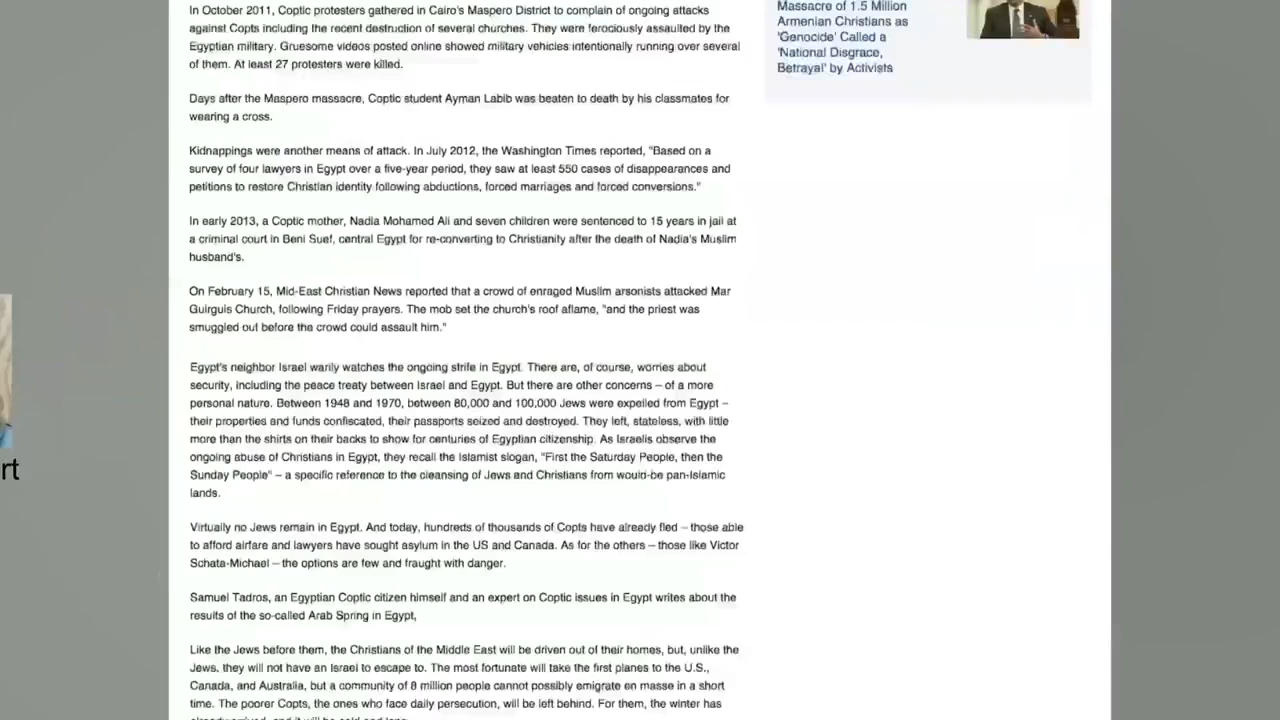 In October 2011, Coptic protesters gathered in Cairo's Maspero District to complain of ongoing attacks
against Copts including the recent destruction of several churches. They were ferociously assaulted by the
Egyptian military. Gruesome videos posted online showed military vehicles intentionally running over several
of them. At least 27 protesters were killed.
Days after the Maspero massacre, Coptic student Ayman Labib was beaten to death by his classmates for
wearing a cross.
Kidnappings were another means of attack. In July 2012, the Washington Times reported, "Based on a
survey of four lawyers in Egypt over a five-year period, they saw at least 550 cases of disappearances and
petitions to restore Christian identity following abductions, forced marriages and forced conversions."
In early 2013, a Coptic mother, Nadia Mohamed Ali and seven children were sentenced to 15 years in jail at
a criminal court in Beni Suef, central Egypt for re-converting to Christianity after the death of Nadia's Muslim
husband's.
On February 15, Mid-East Christian News reported that a crowd of enraged Muslim arsonists attacked Mar
Guirguis Church, following Friday prayers. The mob set the church's roof aflame, "and the priest was
smuggled out before the crowd could assault him."
Egypt's neighbor Israel warily watches the ongoing strife in Egypt. There are, of course, worries about
security, including the peace treaty between Israel and Egypt. But there are other concerns – of a more
personal nature. Between 1948 and 1970, between 80,000 and 100,000 Jews were expelled from Egypt –
their properties and funds confiscated, their passports seized and destroyed. They left, stateless, with little
more than the shirts on their backs to show for centuries of Egyptian citizenship. As Israelis observe the
ongoing abuse of Christians in Egypt, they recall the Islamist slogan, "First the Saturday People, then the
Sunday People" – a specific reference to the cleansing of Jews and Christians from would-be pan-Islamic
lands.
Virtually no Jews remain in Egypt. And today, hundreds of thousands of Copts have already fled – those able
to afford airfare and lawyers have sought asylum in the US and Canada. As for the others – those like Victor
Schata-Michael – the options are few and fraught with danger.
Samuel Tadros, an Egyptian Coptic citizen himself and an expert on Coptic issues in Egypt writes about the
results of the so-called Arab Spring in Egypt,
Like the Jews before them, the Christians of the Middle East will be driven out of their homes, but, unlike the
Jews, they will not have an Israel to escape to. The most fortunate will take the first planes to the U.S.,
Canada, and Australia, but a community of 8 million people cannot possibly emigrate en masse in a short
time. The poorer Copts, the ones who face daily persecution, will be left behind. For them, the winter has
already arrived, and it will be cold and long.
Massacre of 1.5 Million
Armenian Christians as
'Genocide' Called a
'National Disgrace,
Betrayal' by Activists
rt